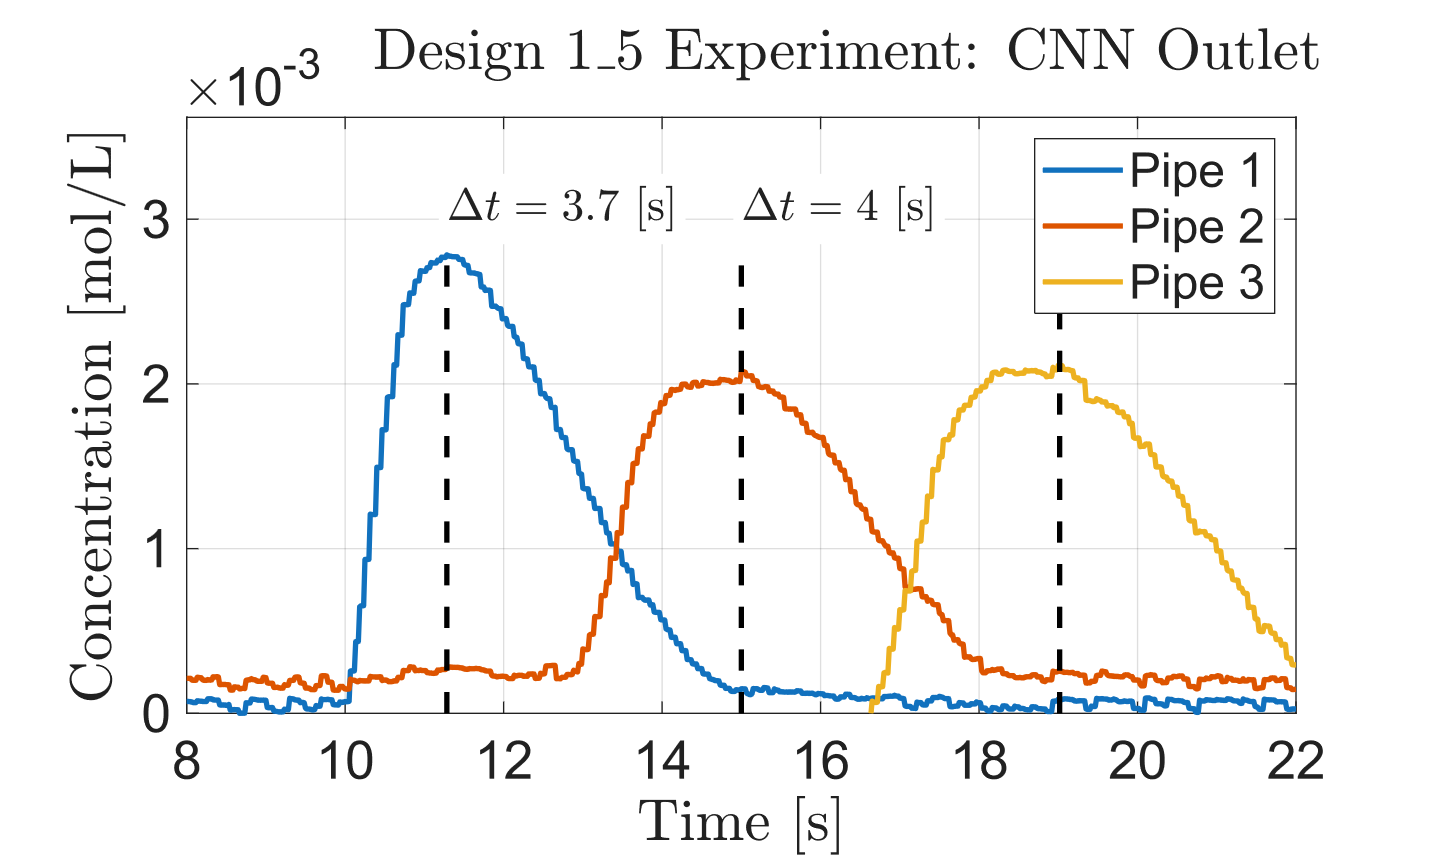 Design 1_5 Experiment: CNN Outlet
×10-3
Concentration [mol/L]
3
2
1
0
Δt = 3.7 [s]
Δt = 4 [s]
Pipe 1
Pipe 2
Pipe 3
8 10 12 14 16 18 20 22
Time [s]